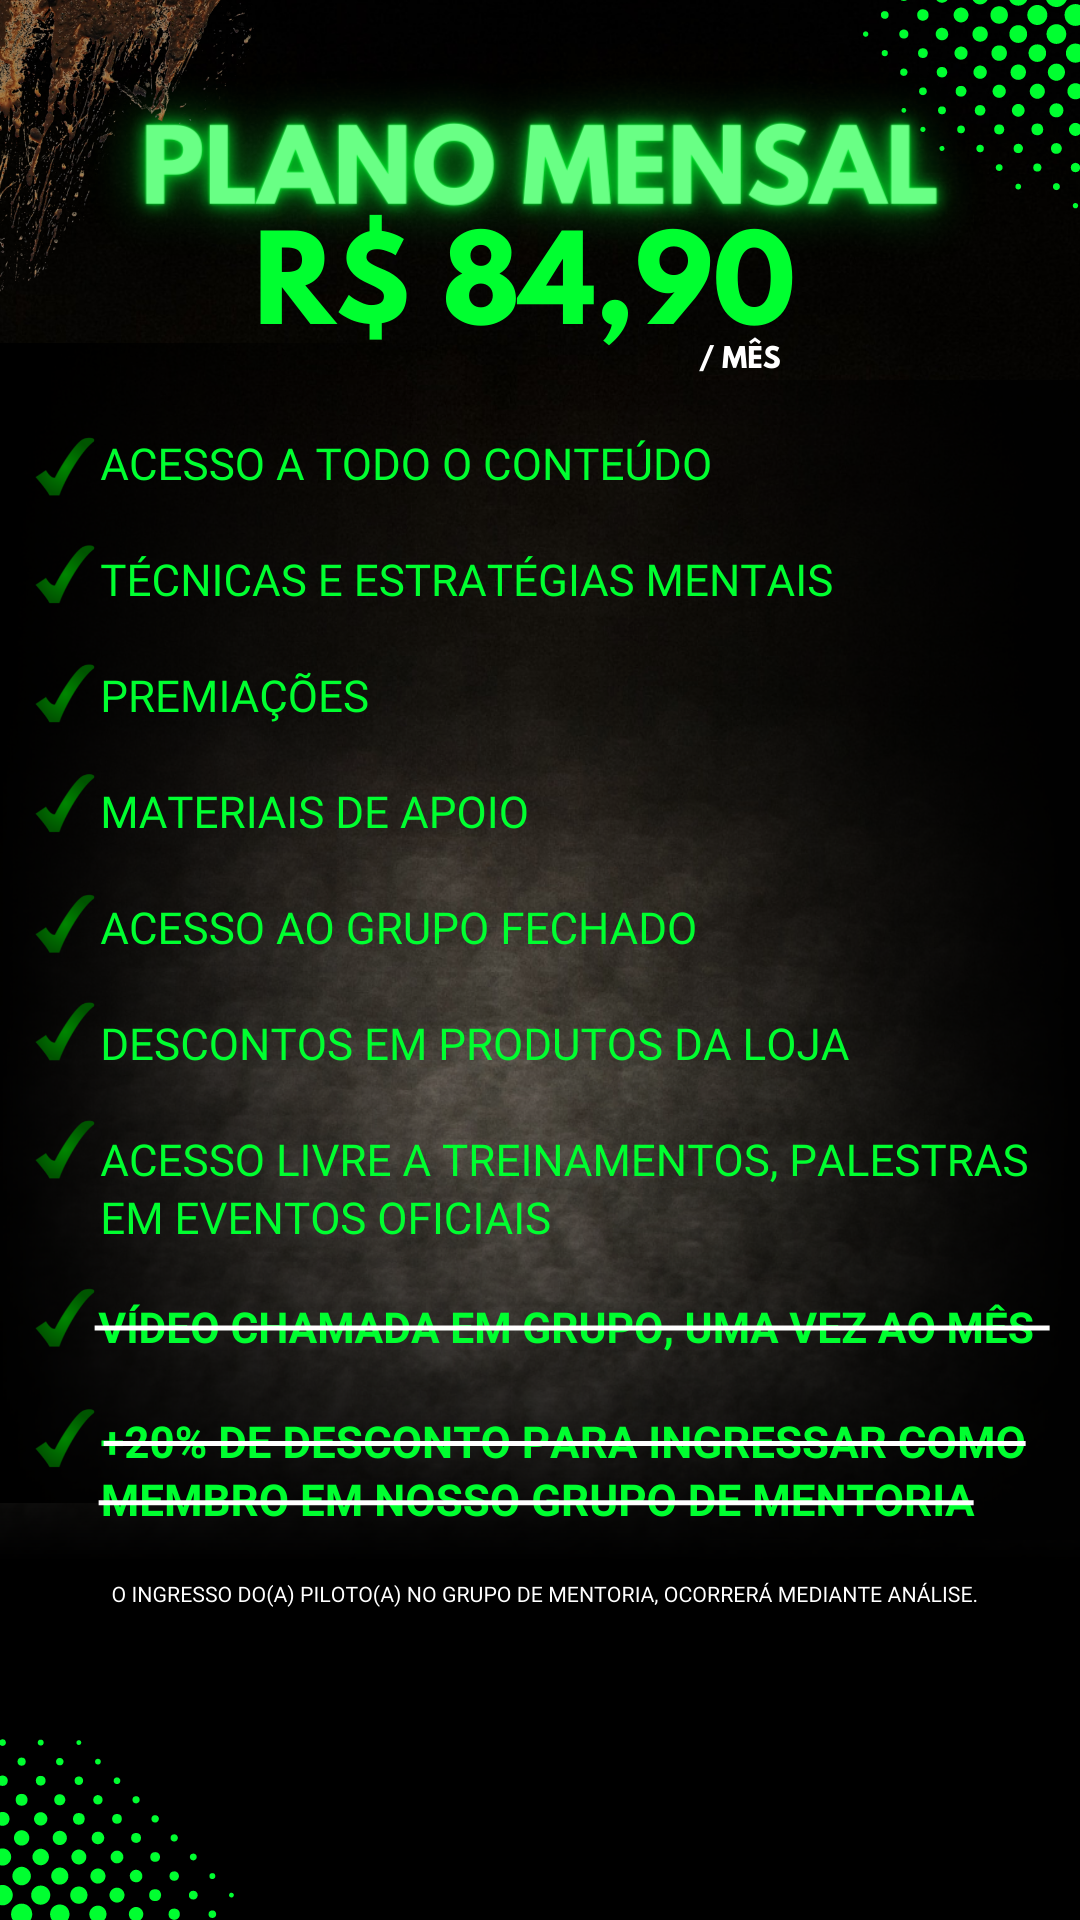 PLANO MENSAL
R$ 84,90
/ MÊS
ACESSO A TODO O CONTEÚDO
TÉCNICAS E ESTRATÉGIAS MENTAIS
PREMIAÇÕES
MATERIAIS DE APOIO
ACESSO AO GRUPO FECHADO
DESCONTOS EM PRODUTOS DA LOJA
ACESSO LIVRE A TREINAMENTOS, PALESTRAS
EM EVENTOS OFICIAIS
VÍDEO CHAMADA EM GRUPO, UMA VEZ AO MÊS
+20% DE DESCONTO PARA INGRESSAR COMO
MEMBRO EM NOSSO GRUPO DE MENTORIA
O INGRESSO DO(A) PILOTO(A) NO GRUPO DE MENTORIA, OCORRERÁ MEDIANTE ANÁLISE.